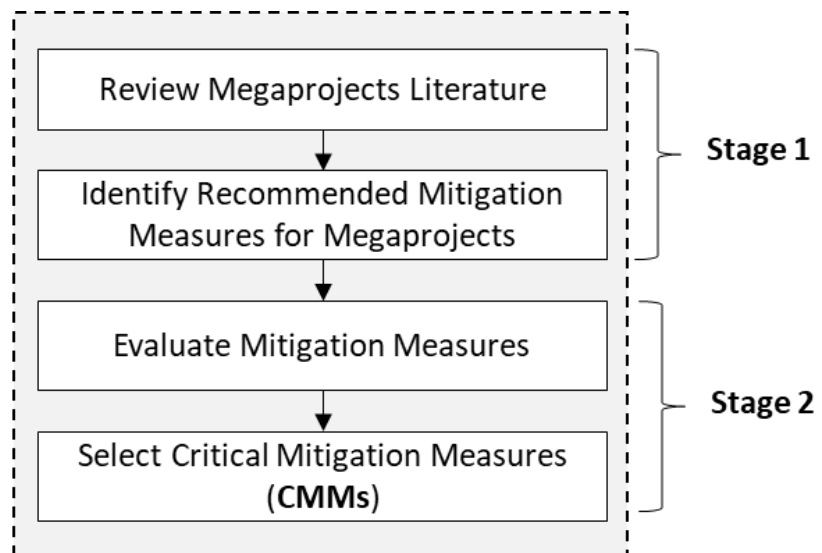 Review Megaprojects Literature
Stage 1
Identify Recommended Mitigation
Measures for Megaprojects
Evaluate Mitigation Measures
Stage 2
Select Critical Mitigation Measures
(CMMs)